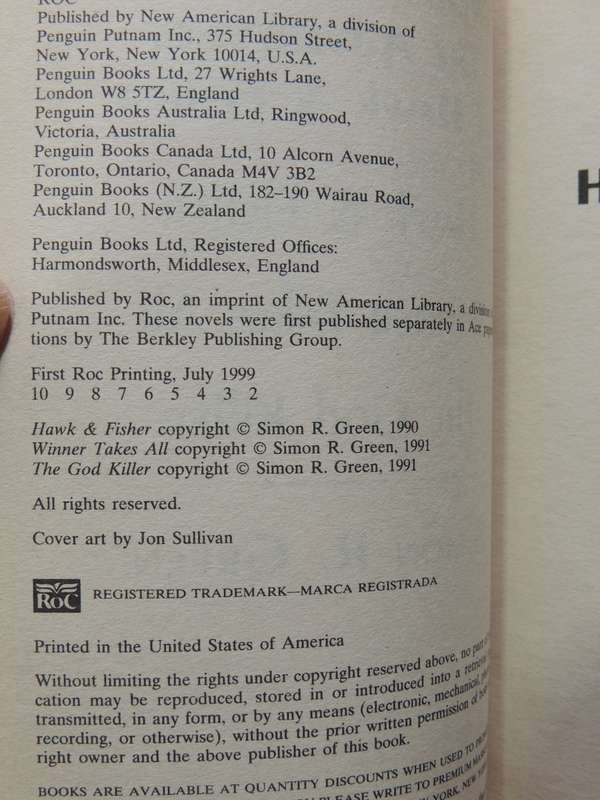 ROC
Published by New American Library, a division of
Penguin Putnam Inc., 375 Hudson Street,
New York, New York 10014, U.S.A.
Penguin Books Ltd, 27 Wrights Lane,
London W8 5TZ, England
Penguin Books Australia Ltd, Ringwood,
Victoria, Australia
Penguin Books Canada Ltd, 10 Alcorn Avenue,
Toronto, Ontario, Canada M4V 3B2
Penguin Books (N.Z.) Ltd, 182–190 Wairau Road,
Auckland 10, New Zealand
Penguin Books Ltd, Registered Offices:
Harmondsworth, Middlesex, England
Published by Roc, an imprint of New American Library, a division
Putnam Inc. These novels were first published separately in Ace
tions by The Berkley Publishing Group.
First Roc Printing, July 1999
10 9 8 7 6 5 4 3 2
Hawk & Fisher copyright © Simon R. Green, 1990
Winner Takes All copyright © Simon R. Green, 1991
The God Killer copyright © Simon R. Green, 1991
All rights reserved.
Cover art by Jon Sullivan
ROC REGISTERED TRADEMARK—MARCA REGISTRADA
Printed in the United States of America
Without limiting the rights under copyright reserved above, no part
cation may be reproduced, stored in or introduced into a retrieval
transmitted, in any form, or by any means (electronic, mechanical,
recording, or otherwise), without the prior written permission of
right owner and the above publisher of this book.
BOOKS ARE AVAILABLE AT QUANTITY DISCOUNTS WHEN USED TO
PLEASE WRITE TO PREMIUM
YORK, NEW
H